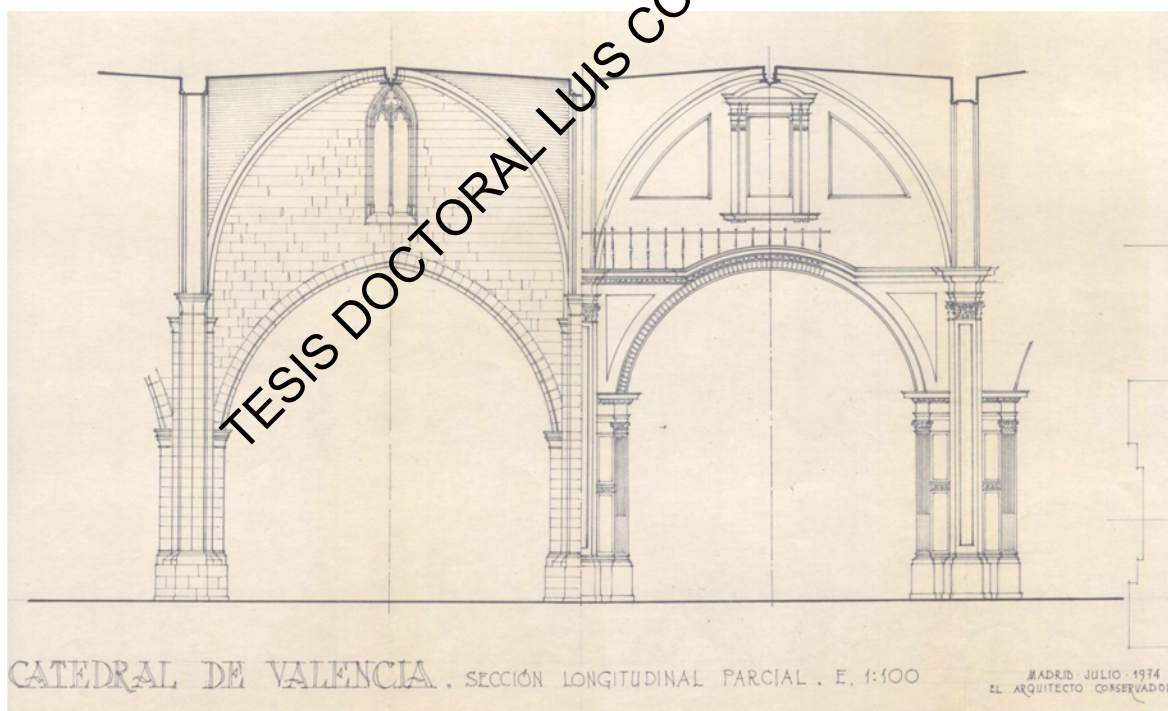 TESIS DOCTORAL LUIS CO
CATEDRAL DE VALENCIA. SECCIÓN LONGITUDINAL PARCIAL. E. 1:100
MADRID · JULIO · 1974
EL ARQUITECTO CONSERVADOR